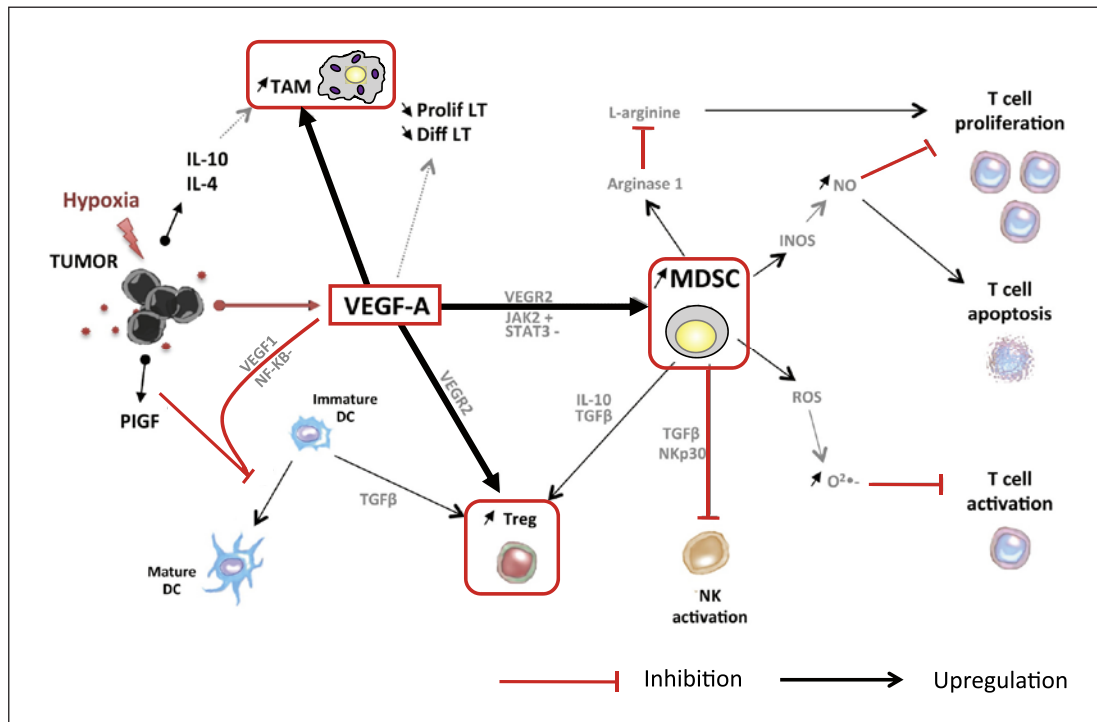 TAM
Prolif LT
Diff LT
IL-10
IL-4
Hypoxia
TUMOR
VEGF-A
VEGR2
JAK2 +
STAT3 -
VEGF1
NF-KB-
VEGR2
PIGF
Immature
DC
TGFβ
Mature
DC
Treg
L-arginine
Arginase 1
MDSC
INOS
NO
T cell
proliferation
T cell
apoptosis
ROS
O²•-
T cell
activation
IL-10
TGFβ
TGFβ
NKp30
NK
activation
Inhibition
Upregulation